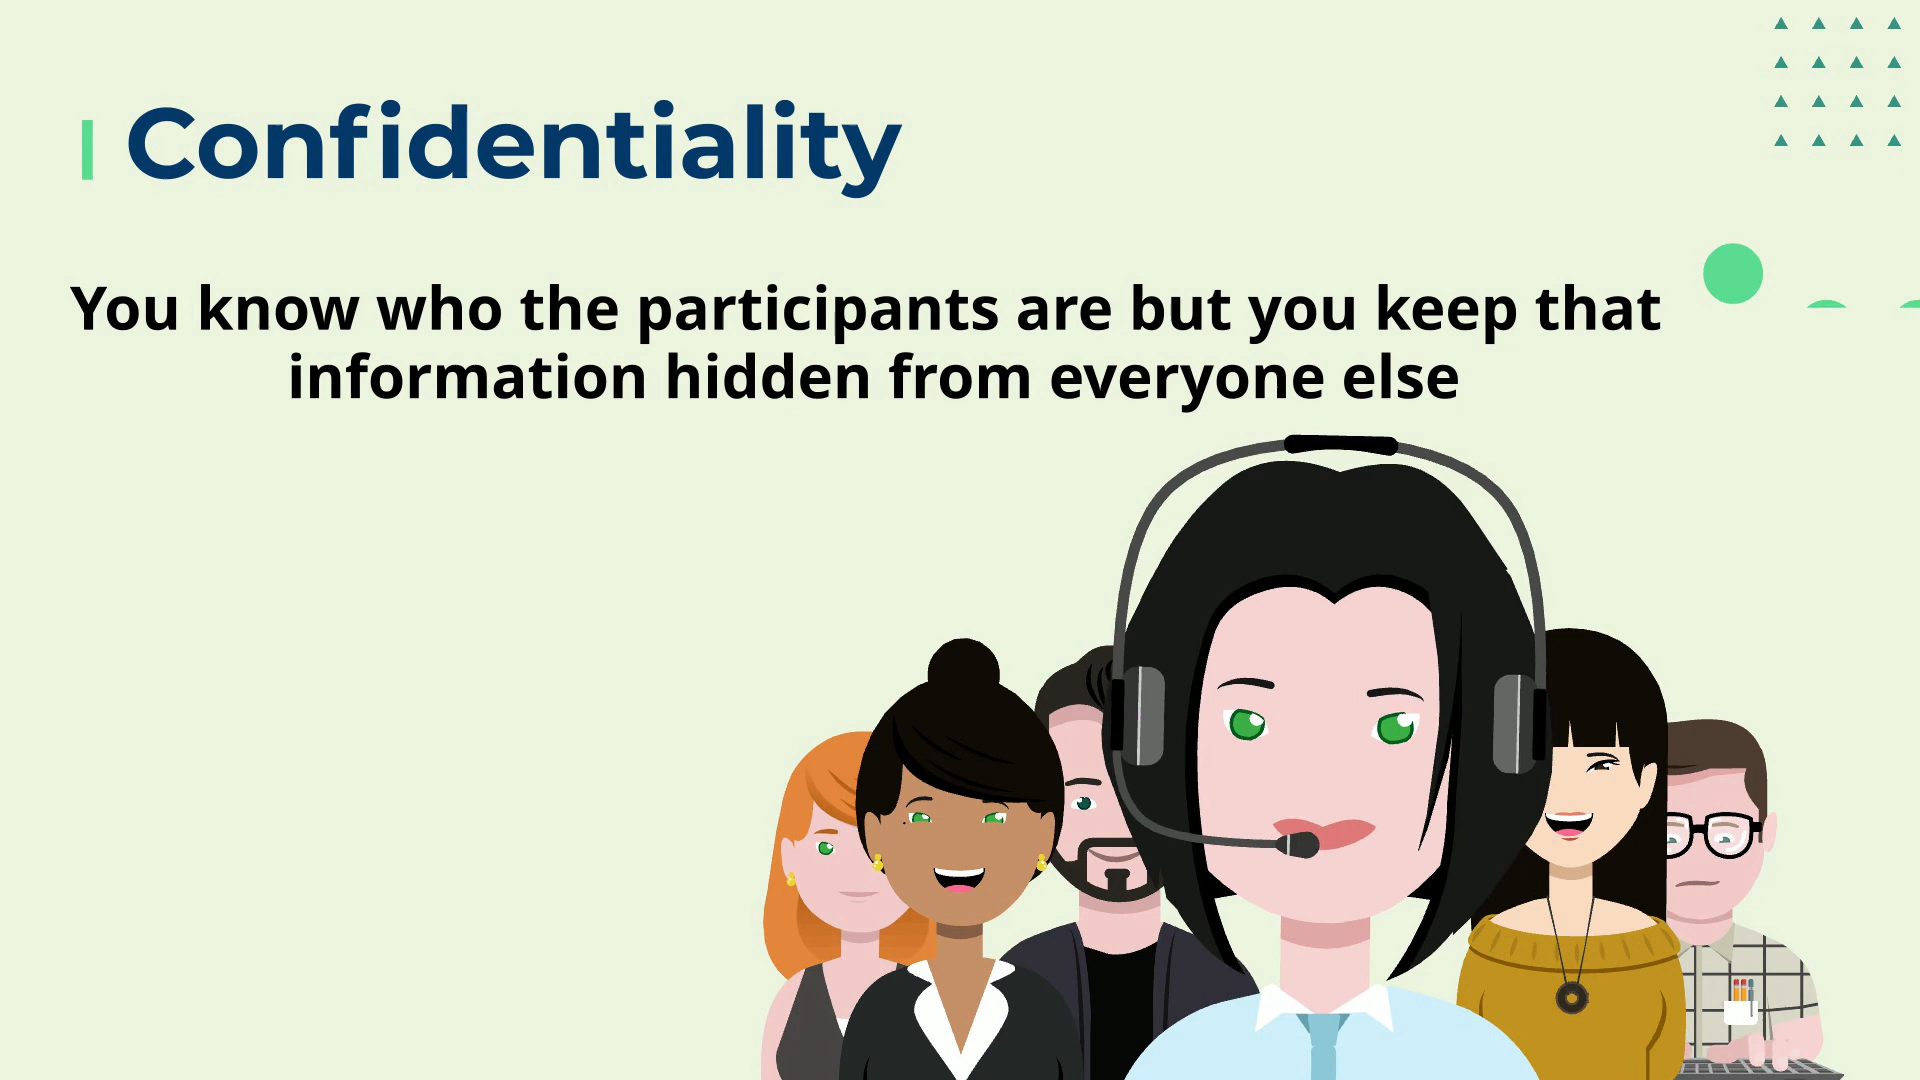 Confidentiality
You know who the participants are but you keep that
information hidden from everyone else